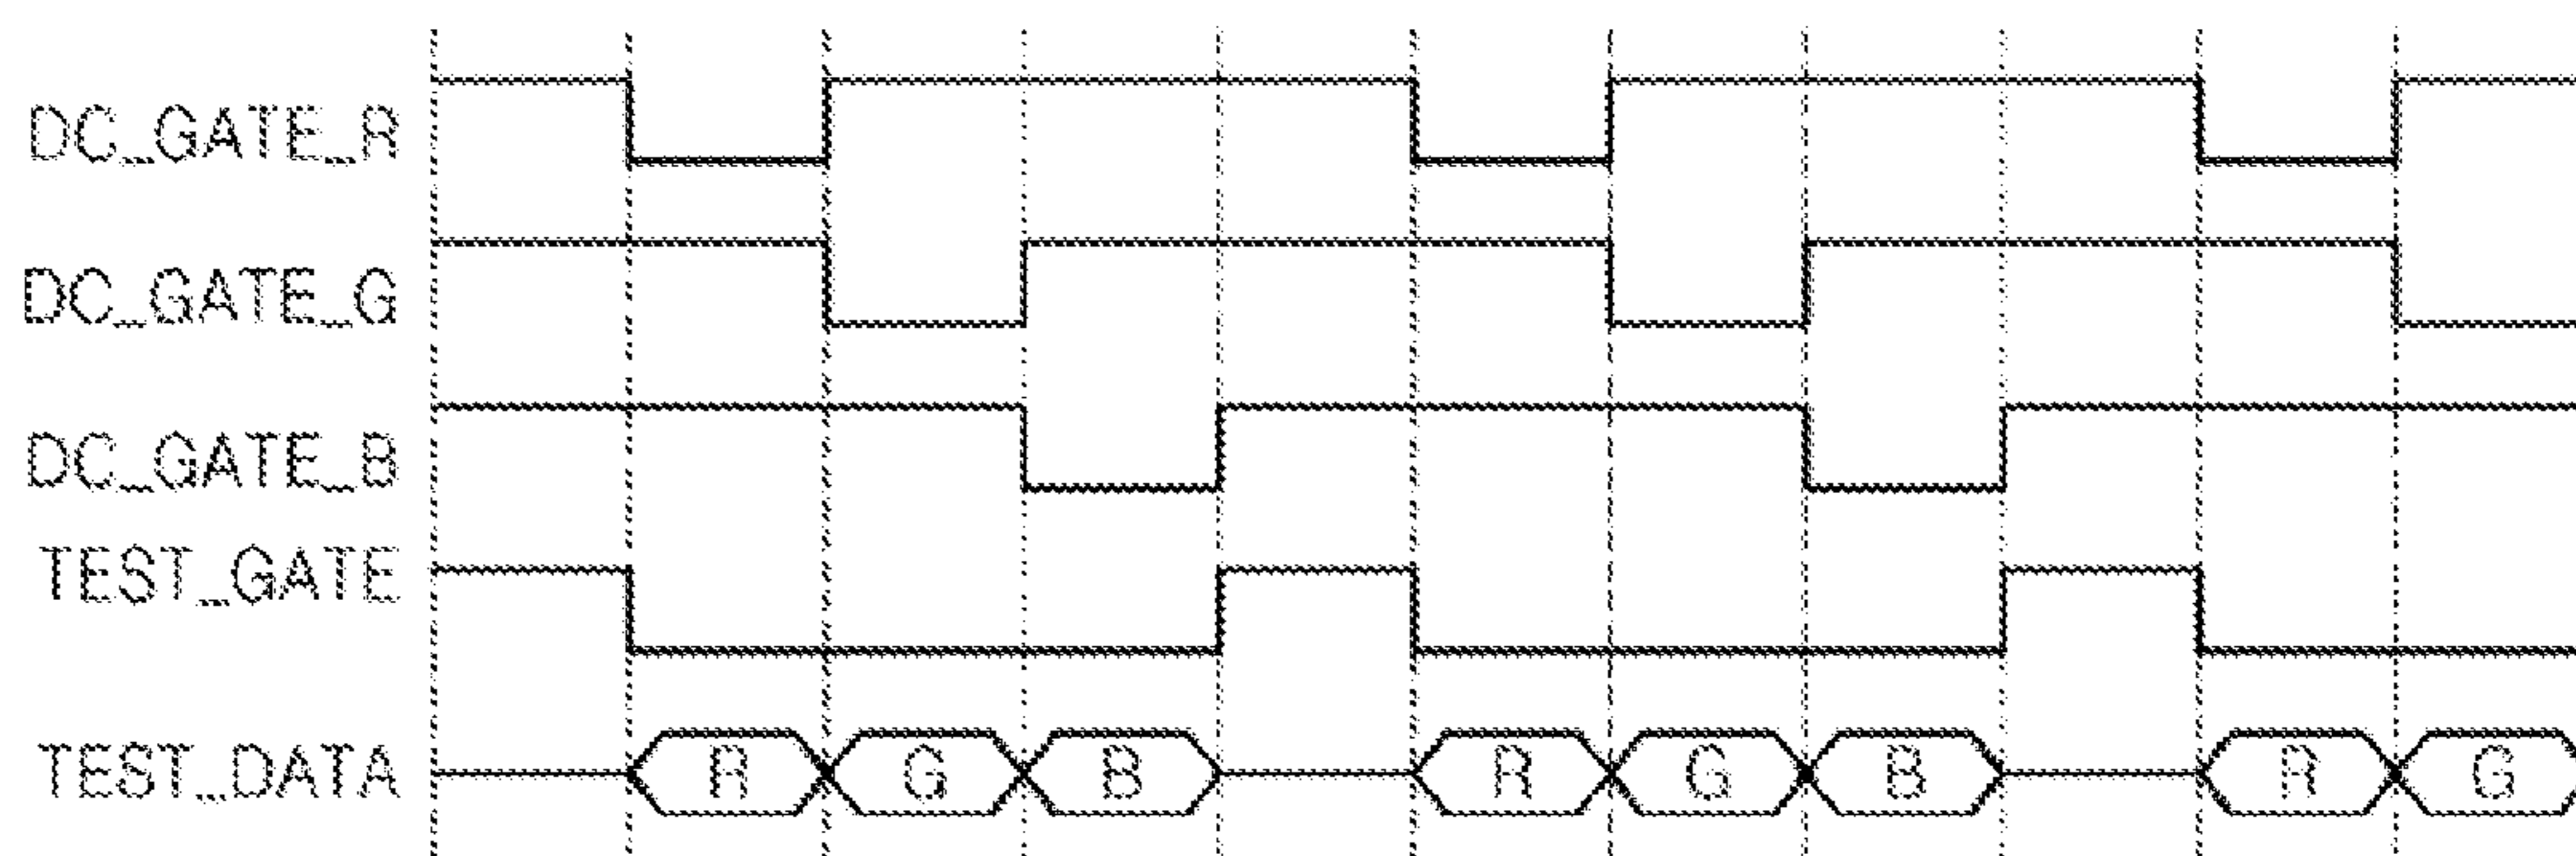 DC_GATE_R
DC_GATE_G
DC_GATE_B
TEST_GATE
TEST_DATA R G B R G B R G